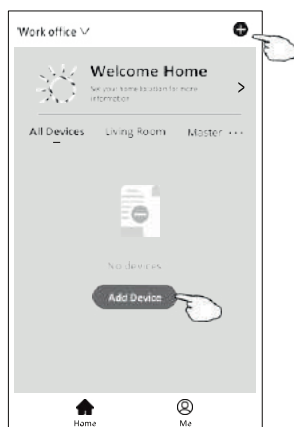 Work office
Welcome Home
Set your home location for more
information
All Devices Living Room Master ...
No devices
Add Device
Home Me